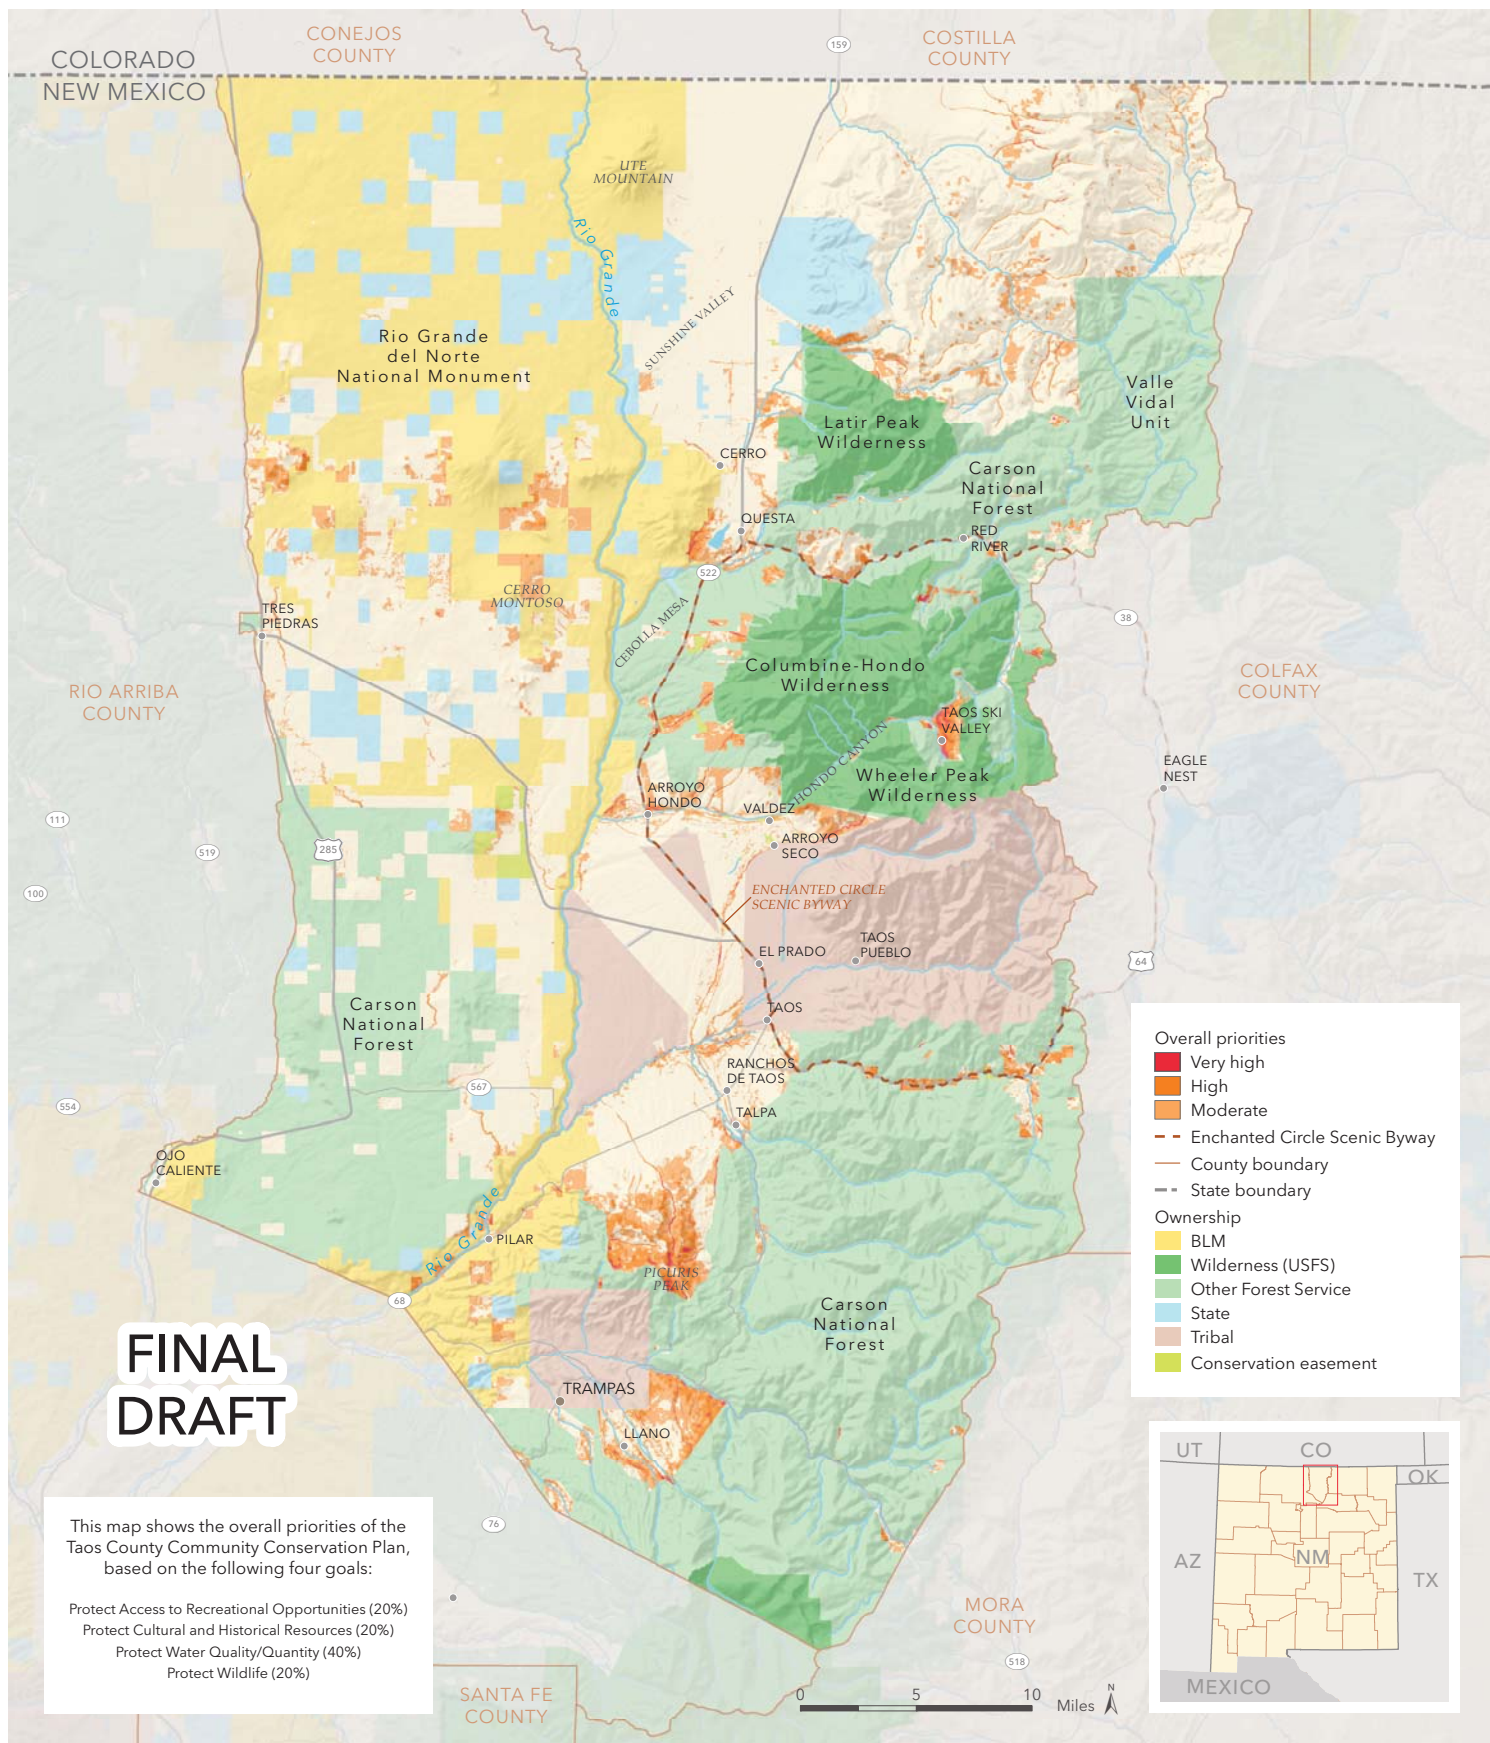 CONEJOS
COUNTY
159
COSTILLA
COUNTY
COLORADO
NEW MEXICO
UTE
MOUNTAIN
Rio Grande
SUNSHINE VALLEY
Rio Grande
del Norte
National Monument
Valle
Vidal
Unit
Latir Peak
Wilderness
CERRO
Carson
National
Forest
QUESTA
RED
RIVER
522
CERRO
MONTOSO
TRES
PIEDRAS
CEBOLLA MESA
38
Columbine-Hondo
Wilderness
RIO ARRIBA
COUNTY
COLFAX
COUNTY
TAOS SKI
VALLEY
HONDO CANYON
EAGLE
NEST
Wheeler Peak
Wilderness
ARROYO
HONDO
VALDEZ
111
519
285
ARROYO
SECO
100
ENCHANTED CIRCLE
SCENIC BYWAY
TAOS
PUEBLO
EL PRADO
64
Carson
National
Forest
TAOS
RANCHOS
DE TAOS
567
554
TALPA
OJO
CALIENTE
Rio Grande
PILAR
PICURIS
PEAK
68
Carson
National
Forest
TRAMPAS
LLANO
76
MORA
COUNTY
518
SANTA FE
COUNTY
Overall priorities
Very high
High
Moderate
Enchanted Circle Scenic Byway
County boundary
State boundary
Ownership
BLM
Wilderness (USFS)
Other Forest Service
State
Tribal
Conservation easement
FINAL
DRAFT
This map shows the overall priorities of the
Taos County Community Conservation Plan,
based on the following four goals:
Protect Access to Recreational Opportunities (20%)
Protect Cultural and Historical Resources (20%)
Protect Water Quality/Quantity (40%)
Protect Wildlife (20%)
0 5 10
Miles
N
UT
CO
OK
AZ
NM
TX
MEXICO